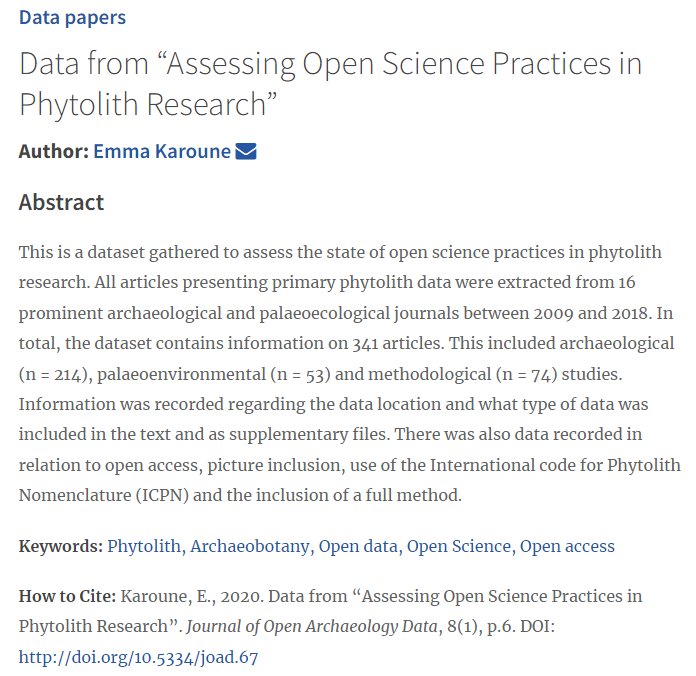 Data papers
Data from “Assessing Open Science Practices in
Phytolith Research”
Author: Emma Karoune
Abstract
This is a dataset gathered to assess the state of open science practices in phytolith
research. All articles presenting primary phytolith data were extracted from 16
prominent archaeological and palaeoecological journals between 2009 and 2018. In
total, the dataset contains information on 341 articles. This included archaeological
(n = 214), palaeoenvironmental (n = 53) and methodological (n = 74) studies.
Information was recorded regarding the data location and what type of data was
included in the text and as supplementary files. There was also data recorded in
relation to open access, picture inclusion, use of the International code for Phytolith
Nomenclature (ICPN) and the inclusion of a full method.
Keywords: Phytolith, Archaeobotany, Open data, Open Science, Open access
How to Cite: Karoune, E., 2020. Data from “Assessing Open Science Practices in
Phytolith Research”. Journal of Open Archaeology Data, 8(1), p.6. DOI:
http://doi.org/10.5334/joad.67